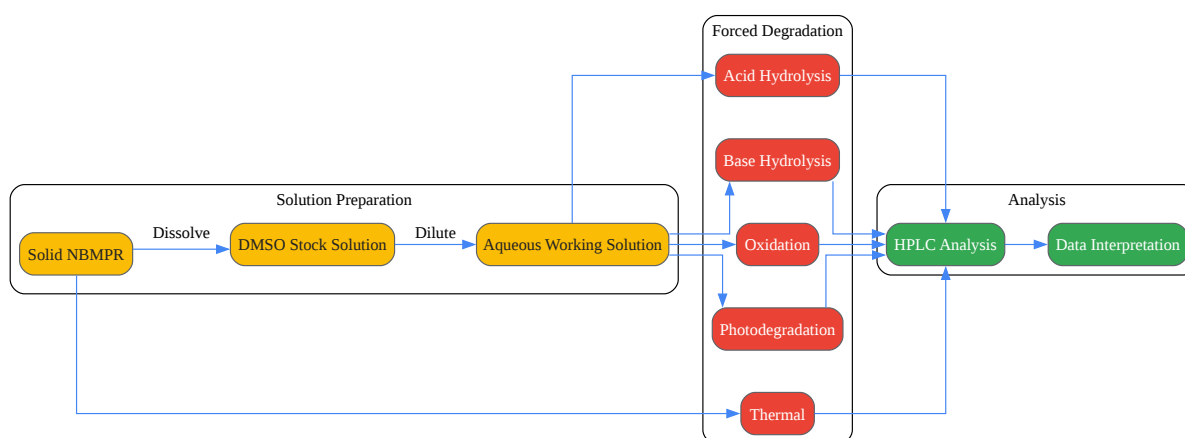 Forced Degradation
Acid Hydrolysis
Base Hydrolysis
Solution Preparation
Analysis
Dissolve
Dilute
Solid NBMPR
DMSO Stock Solution
Aqueous Working Solution
Oxidation
HPLC Analysis
Data Interpretation
Photodegradation
Thermal